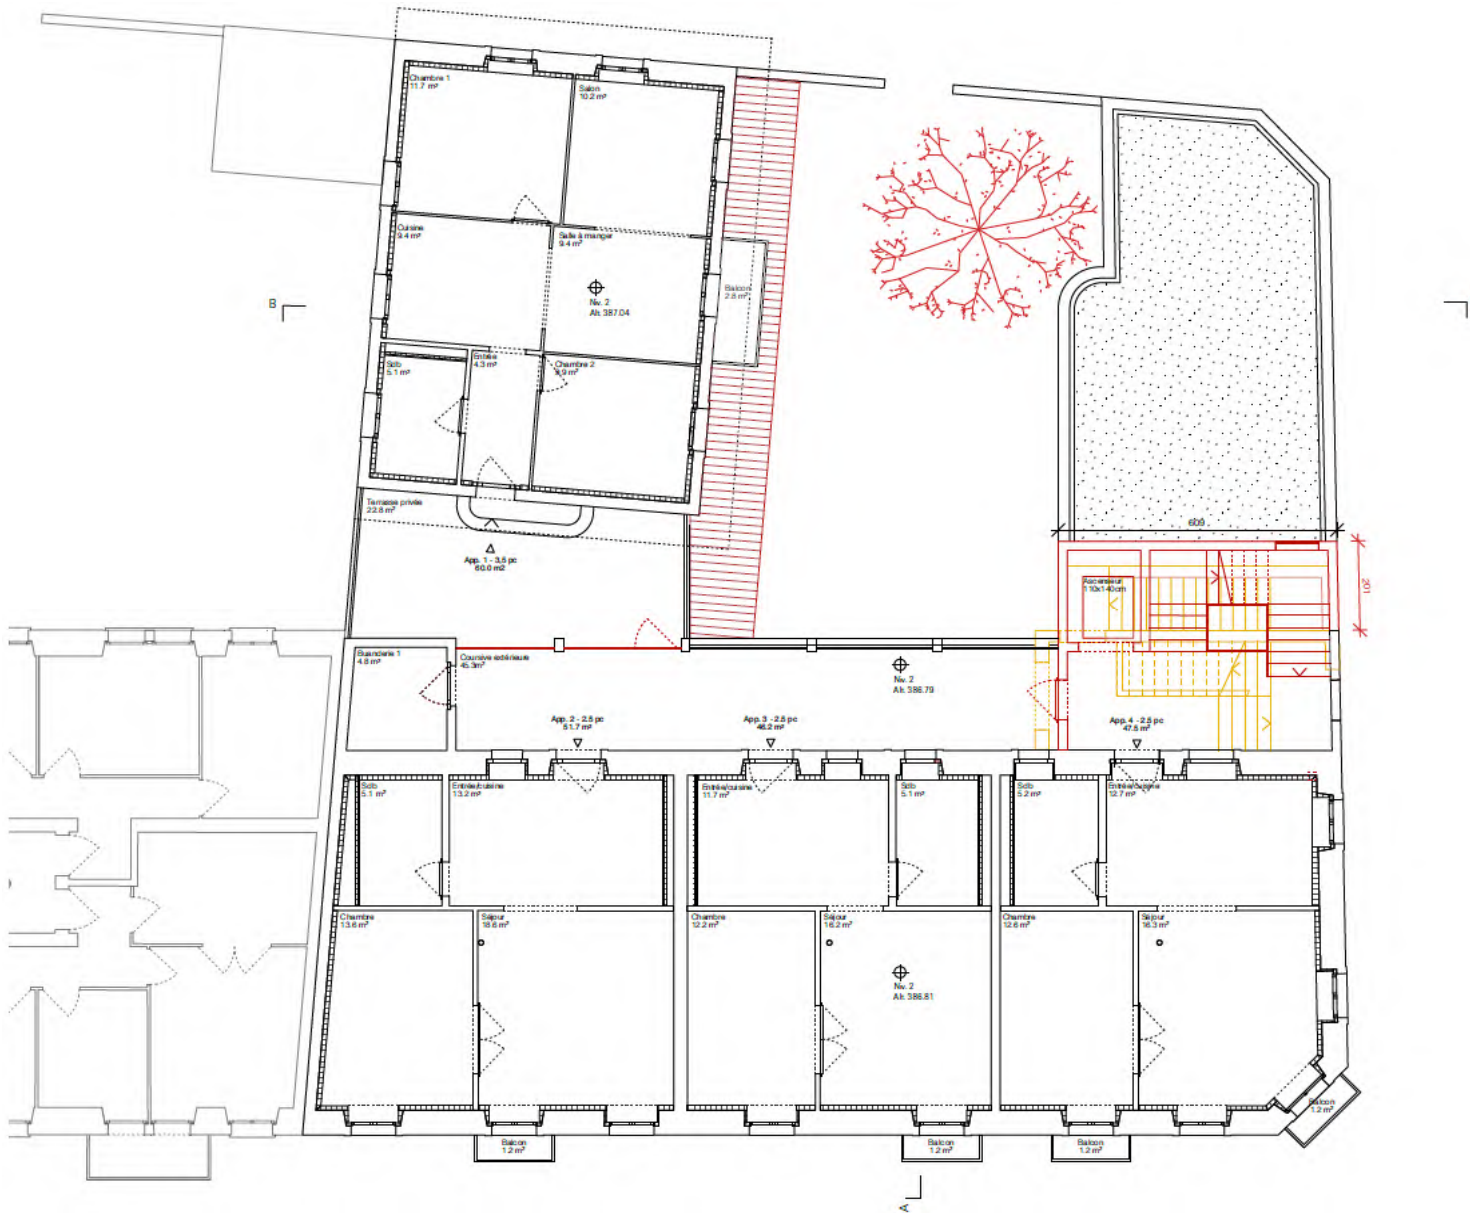 Chambre 1
11.7 m²
Salon
10.2 m²
Cuisine
9.4 m²
Salle à manger
9.4 m²
Niv. 2
Alt. 387.04
Balcon
2.8 m²
B
Sdb
5.1 m²
Entrée
4.3 m²
Chambre 2
9.9 m²
Terrasse privée
22.8 m²
App. 1 - 3,5 pc
60.0 m2
609
201
Ascenseur
110x140cm
Buanderie 1
4.8 m²
Coursive extérieure
45.3m²
Niv. 2
Alt. 386.79
App. 2 - 2.5 pc
51.7 m²
App. 3 - 2.5 pc
46.2 m²
App. 4 - 2.5 pc
47.5 m²
Sdb
5.1 m²
Entrée/cuisine
13.2 m²
Entrée/cuisine
11.7 m²
Sdb
5.1 m²
Sdb
5.2 m²
Entrée/cuisine
12.7 m²
Chambre
13.6 m²
Séjour
18.6 m²
Chambre
12.2 m²
Séjour
16.2 m²
Chambre
12.6 m²
Séjour
16.3 m²
Niv. 2
Alt. 386.81
Balcon
1.2 m²
Balcon
1.2 m²
Balcon
1.2 m²
Balcon
1.2 m²
A